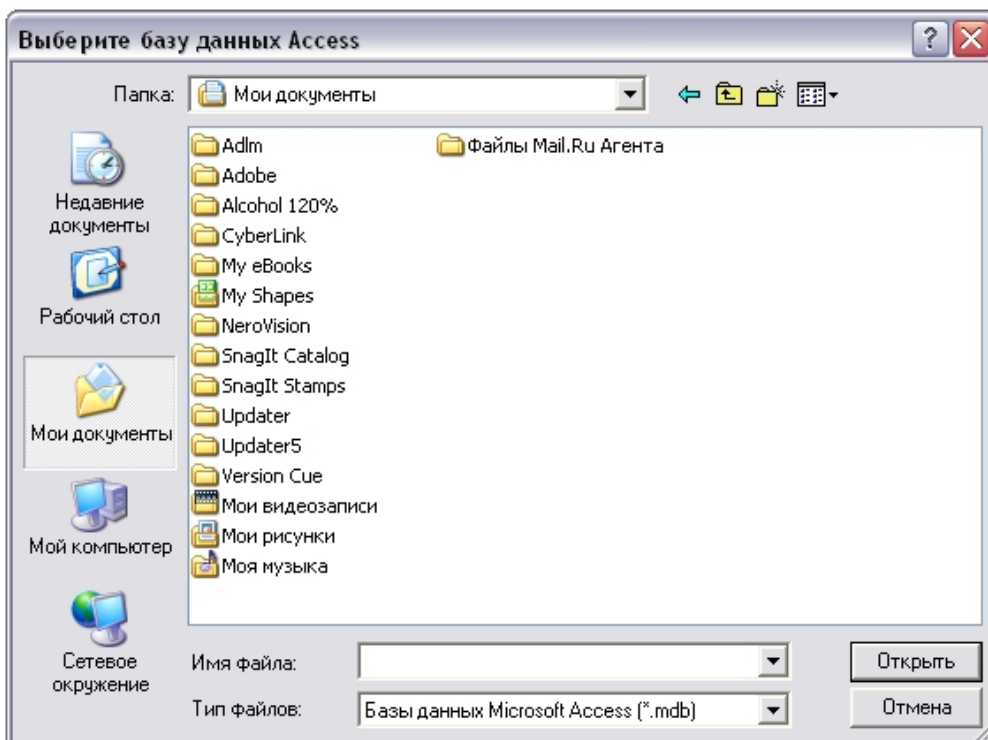 Выберите базу данных Access
Папка: Мои документы
Недавние
документы
Рабочий стол
Мои документы
Мой компьютер
Сетевое
окружение
Adlm
Adobe
Alcohol 120%
CyberLink
My eBooks
My Shapes
NeroVision
SnagIt Catalog
SnagIt Stamps
Updater
Updater5
Version Cue
Мои видеозаписи
Мои рисунки
Моя музыка
Файлы Mail.Ru Агента
Имя файла:
Открыть
Тип файлов: Базы данных Microsoft Access (*.mdb)
Отмена